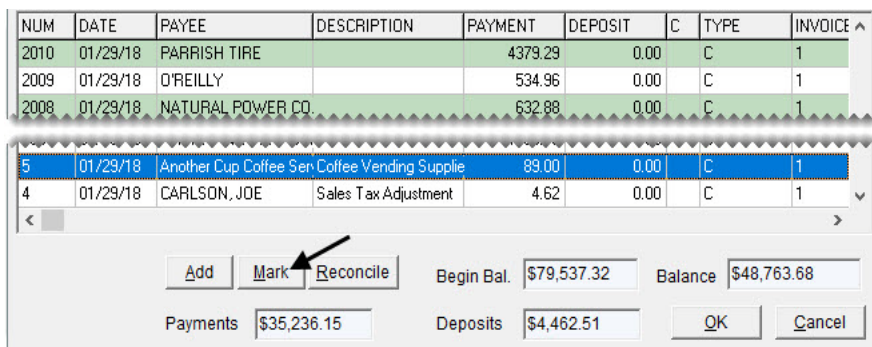 NUM DATE PAYEE DESCRIPTION PAYMENT DEPOSIT C TYPE INVOICE
2010 01/29/18 PARRISH TIRE 4379.29 0.00 C 1
2009 01/29/18 O'REILLY 534.96 0.00 C 1
2008 01/29/18 NATURAL POWER CO. 632.88 0.00 C 1
5 01/29/18 Another Cup Coffee Ser Coffee Vending Supplie 89.00 0.00 C 1
4 01/29/18 CARLSON, JOE Sales Tax Adjustment 4.62 0.00 C 1
Add Mark Reconcile Begin Bal. $79,537.32 Balance $48,763.68
Payments $35,236.15 Deposits $4,462.51 OK Cancel